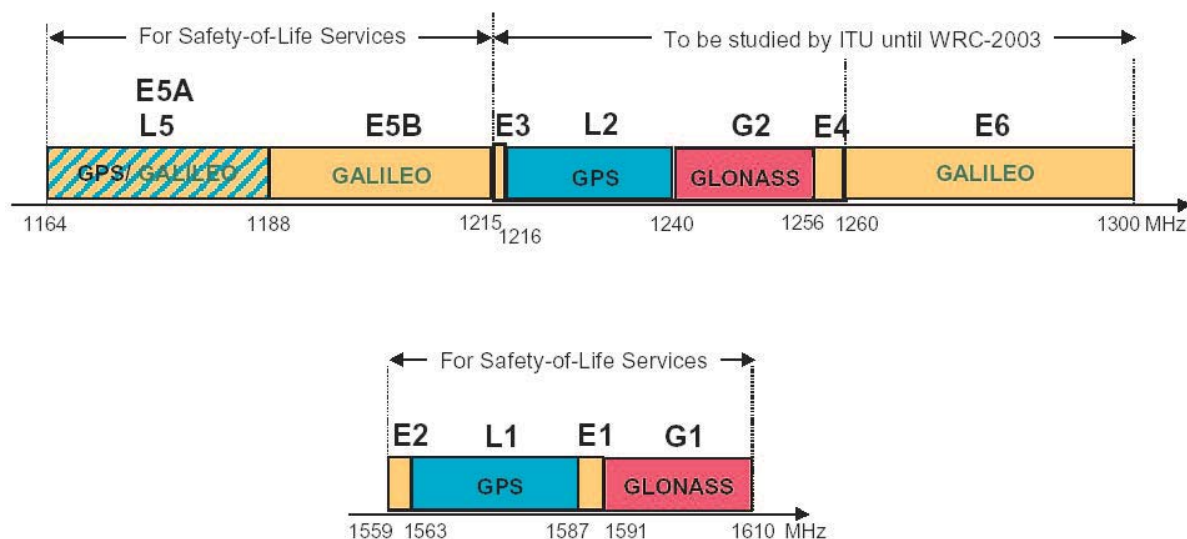 For Safety-of-Life Services To be studied by ITU until WRC-2003
E5A
L5 E5B E3 L2 G2 E4 E6
GPS/ GALILEO GALILEO GPS GLONASS GALILEO
1164 1188 1215 1216 1240 1256 1260 1300 MHz
For Safety-of-Life Services
E2 L1 E1 G1
GPS GLONASS
1559 1563 1587 1591 1610 MHz